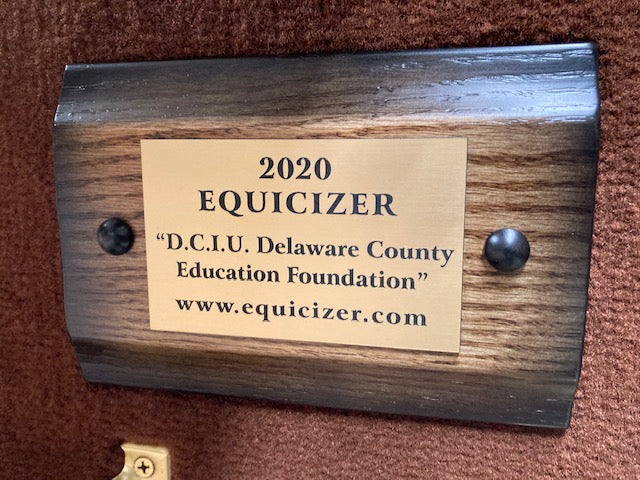 2020
EQUICIZER
“D.C.I.U. Delaware County
Education Foundation”
www.equicizer.com